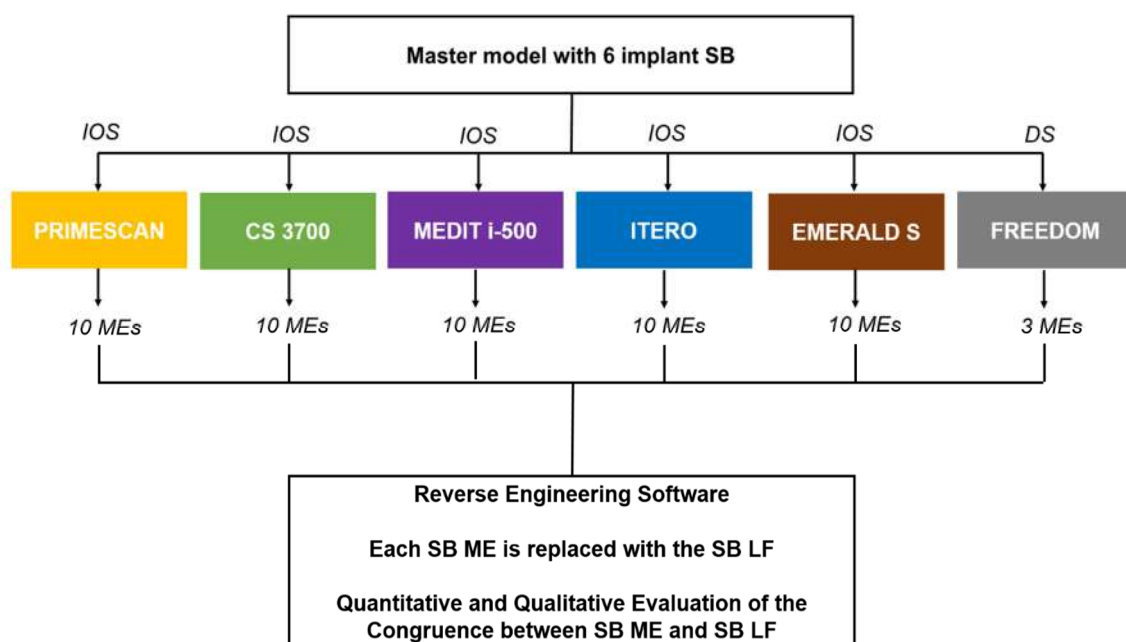 Master model with 6 implant SB
IOS IOS IOS IOS IOS DS
PRIMESCAN CS 3700 MEDIT i-500 ITERO EMERALD S FREEDOM
10 MEs 10 MEs 10 MEs 10 MEs 10 MEs 3 MEs
Reverse Engineering Software
Each SB ME is replaced with the SB LF
Quantitative and Qualitative Evaluation of the
Congruence between SB ME and SB LF